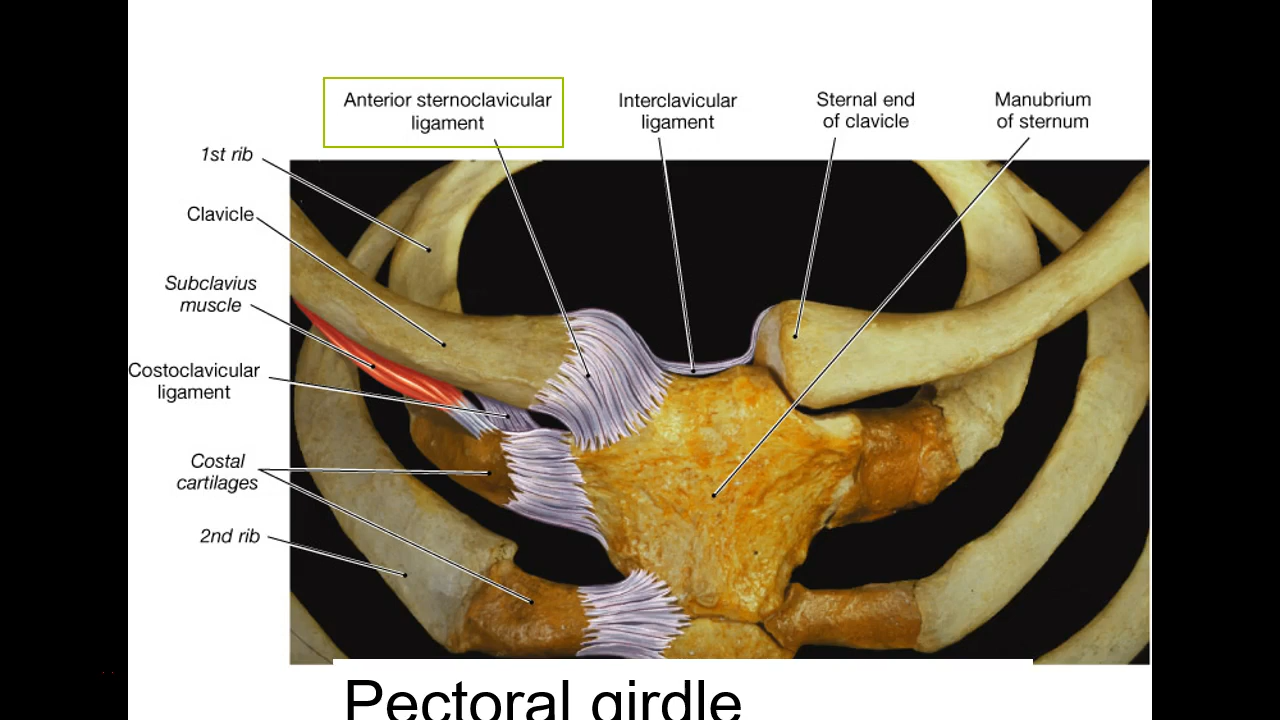 Anterior sternoclavicular
ligament
Interclavicular
ligament
Sternal end
of clavicle
Manubrium
of sternum
1st rib
Clavicle
Subclavius
muscle
Costoclavicular
ligament
Costal
cartilages
2nd rib
Pectoral girdle